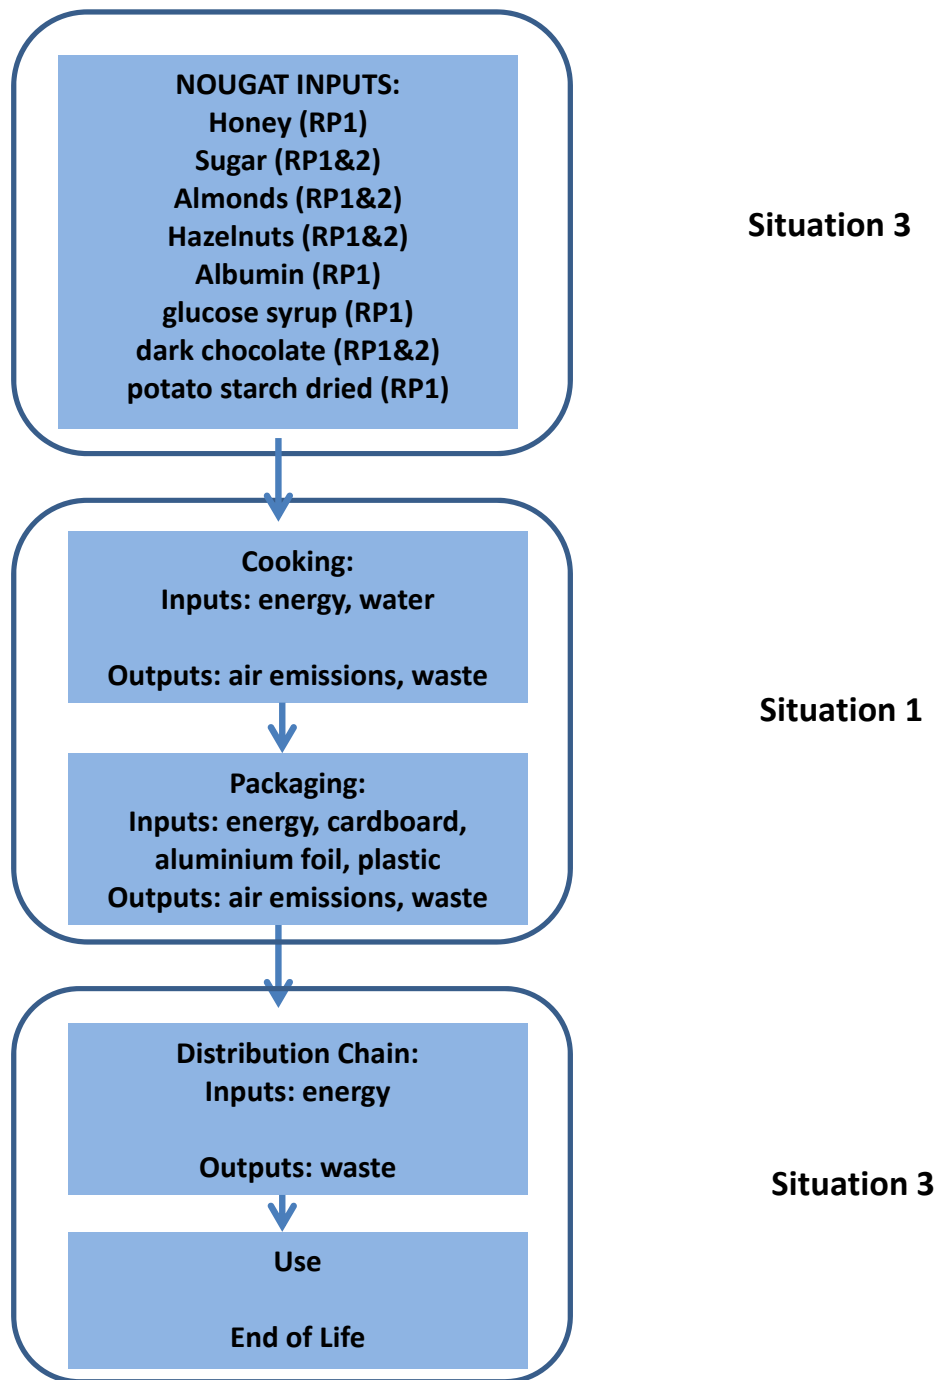 NOUGAT INPUTS:
Honey (RP1)
Sugar (RP1&2)
Almonds (RP1&2)
Hazelnuts (RP1&2)
Albumin (RP1)
glucose syrup (RP1)
dark chocolate (RP1&2)
potato starch dried (RP1)
Situation 3
Cooking:
Inputs: energy, water
Outputs: air emissions, waste
Situation 1
Packaging:
Inputs: energy, cardboard,
aluminium foil, plastic
Outputs: air emissions, waste
Distribution Chain:
Inputs: energy
Outputs: waste
Situation 3
Use
End of Life